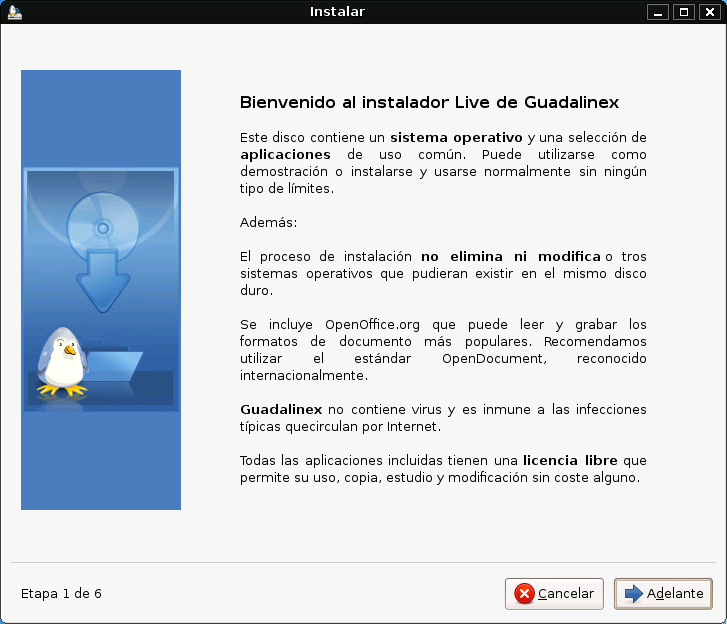 Instalar
Bienvenido al instalador Live de Guadalinex
Este disco contiene un sistema operativo y una selección de
aplicaciones de uso común. Puede utilizarse como
demostración o instalarse y usarse normalmente sin ningún
tipo de límites.
Además:
El proceso de instalación no elimina ni modifica o tros
sistemas operativos que pudieran existir en el mismo disco
duro.
Se incluye OpenOffice.org que puede leer y grabar los
formatos de documento más populares. Recomendamos
utilizar el estándar OpenDocument, reconocido
internacionalmente.
Guadalinex no contiene virus y es inmune a las infecciones
típicas quecirculan por Internet.
Todas las aplicaciones incluidas tienen una licencia libre que
permite su uso, copia, estudio y modificación sin coste alguno.
Etapa 1 de 6
Cancelar
Adelante